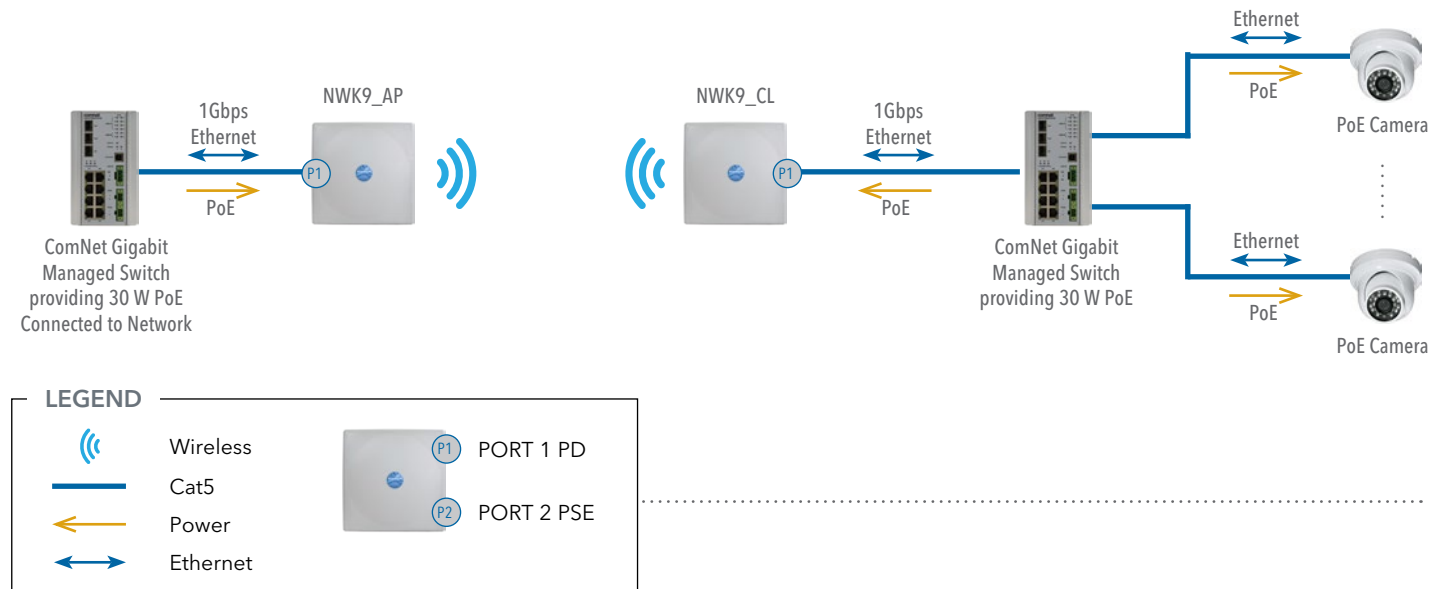 Ethernet
PoE
PoE Camera
NWK9_AP
NWK9_CL
1Gbps
Ethernet
P1
PoE
1Gbps
Ethernet
P1
PoE
ComNet Gigabit
Managed Switch
providing 30 W PoE
Connected to Network
ComNet Gigabit
Managed Switch
providing 30 W PoE
Ethernet
PoE
PoE Camera
LEGEND
Wireless
Cat5
Power
Ethernet
P1 PORT 1 PD
P2 PORT 2 PSE